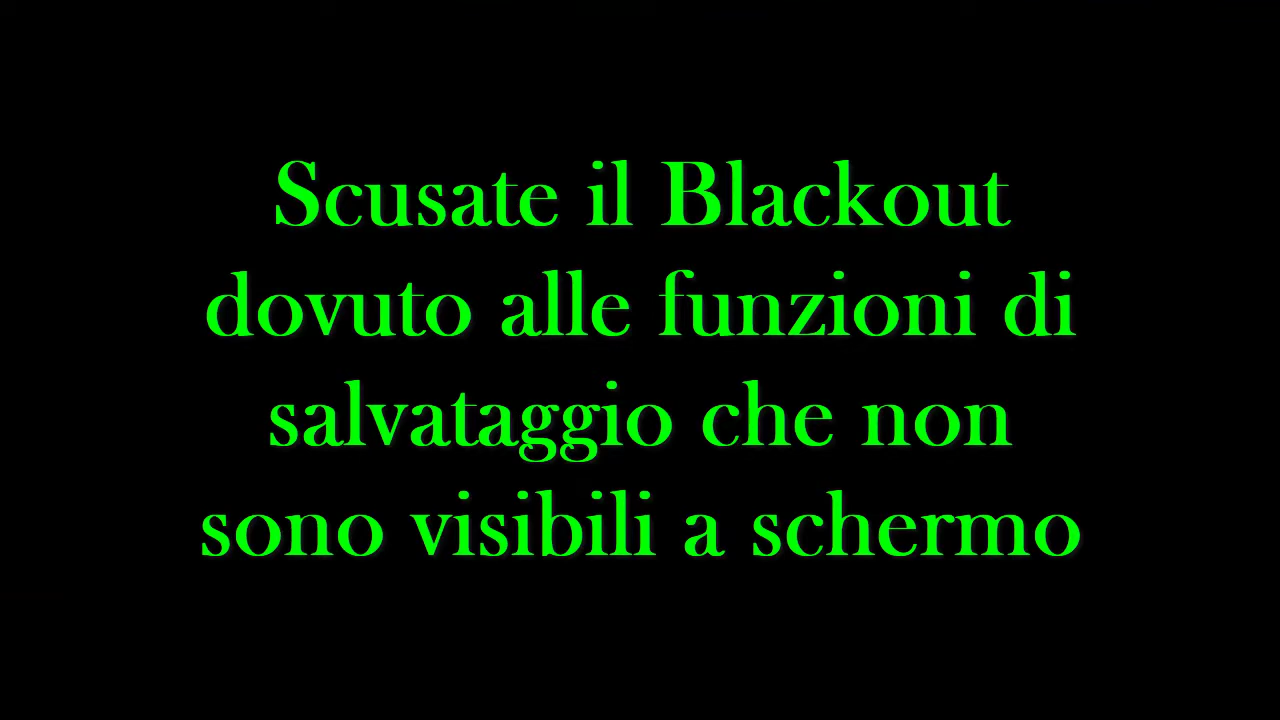 Scusate il Blackout
dovuto alle funzioni di
salvataggio che non
sono visibili a schermo